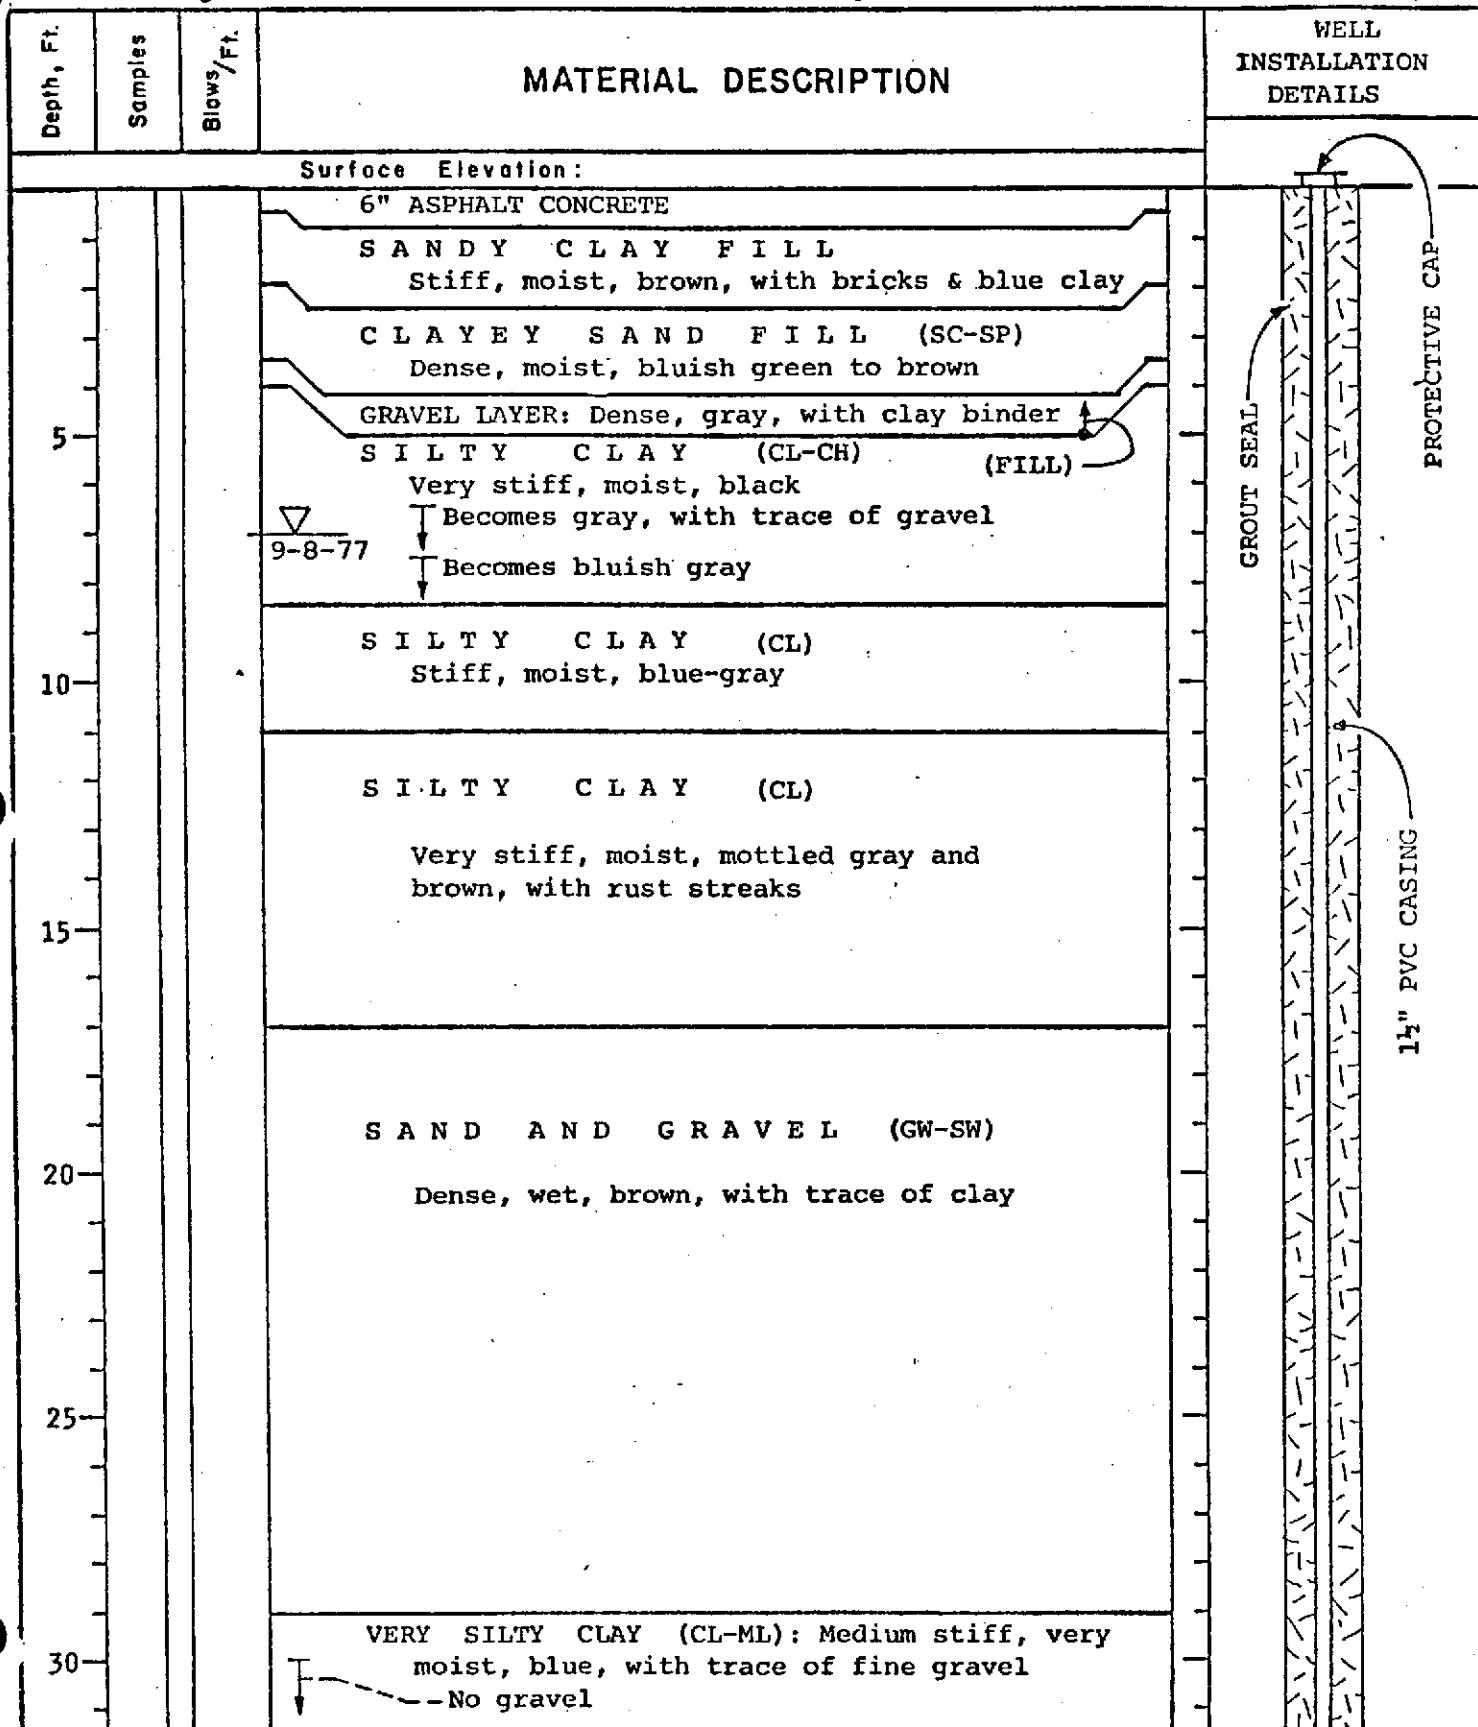 Depth, Ft.
Samples
Blows/Ft.
MATERIAL DESCRIPTION
WELL
INSTALLATION
DETAILS
Surface Elevation:
6" ASPHALT CONCRETE
SANDY CLAY FILL
Stiff, moist, brown, with bricks & blue clay
CLAYEY SAND FILL (SC-SP)
Dense, moist, bluish green to brown
GRAVEL LAYER: Dense, gray, with clay binder
5
SILTY CLAY (CL-CH)
(FILL)
Very stiff, moist, black
Becomes gray, with trace of gravel
9-8-77
Becomes bluish gray
SILTY CLAY (CL)
Stiff, moist, blue-gray
10
SILTY CLAY (CL)
Very stiff, moist, mottled gray and
brown, with rust streaks
15
SAND AND GRAVEL (GW-SW)
20
Dense, wet, brown, with trace of clay
25
VERY SILTY CLAY (CL-ML): Medium stiff, very
30
moist, blue, with trace of fine gravel
No gravel
GROUT SEAL
PROTECTIVE CAP
1½" PVC CASING